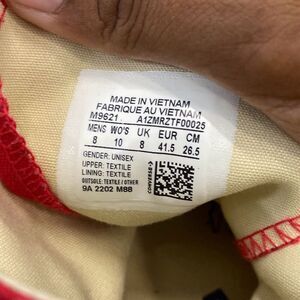 MADE IN VIETNAM
FABRIQUE AU VIETNAM
M9621 A1ZMRZTF00025
MENS WO'S UK EUR CM
8 10 8 41.5 26.5
GENDER: UNISEX
UPPER: TEXTILE
LINING: TEXTILE
OUTSOLE: TEXTILE / OTHER
9A 2202 M88
CONVERSE